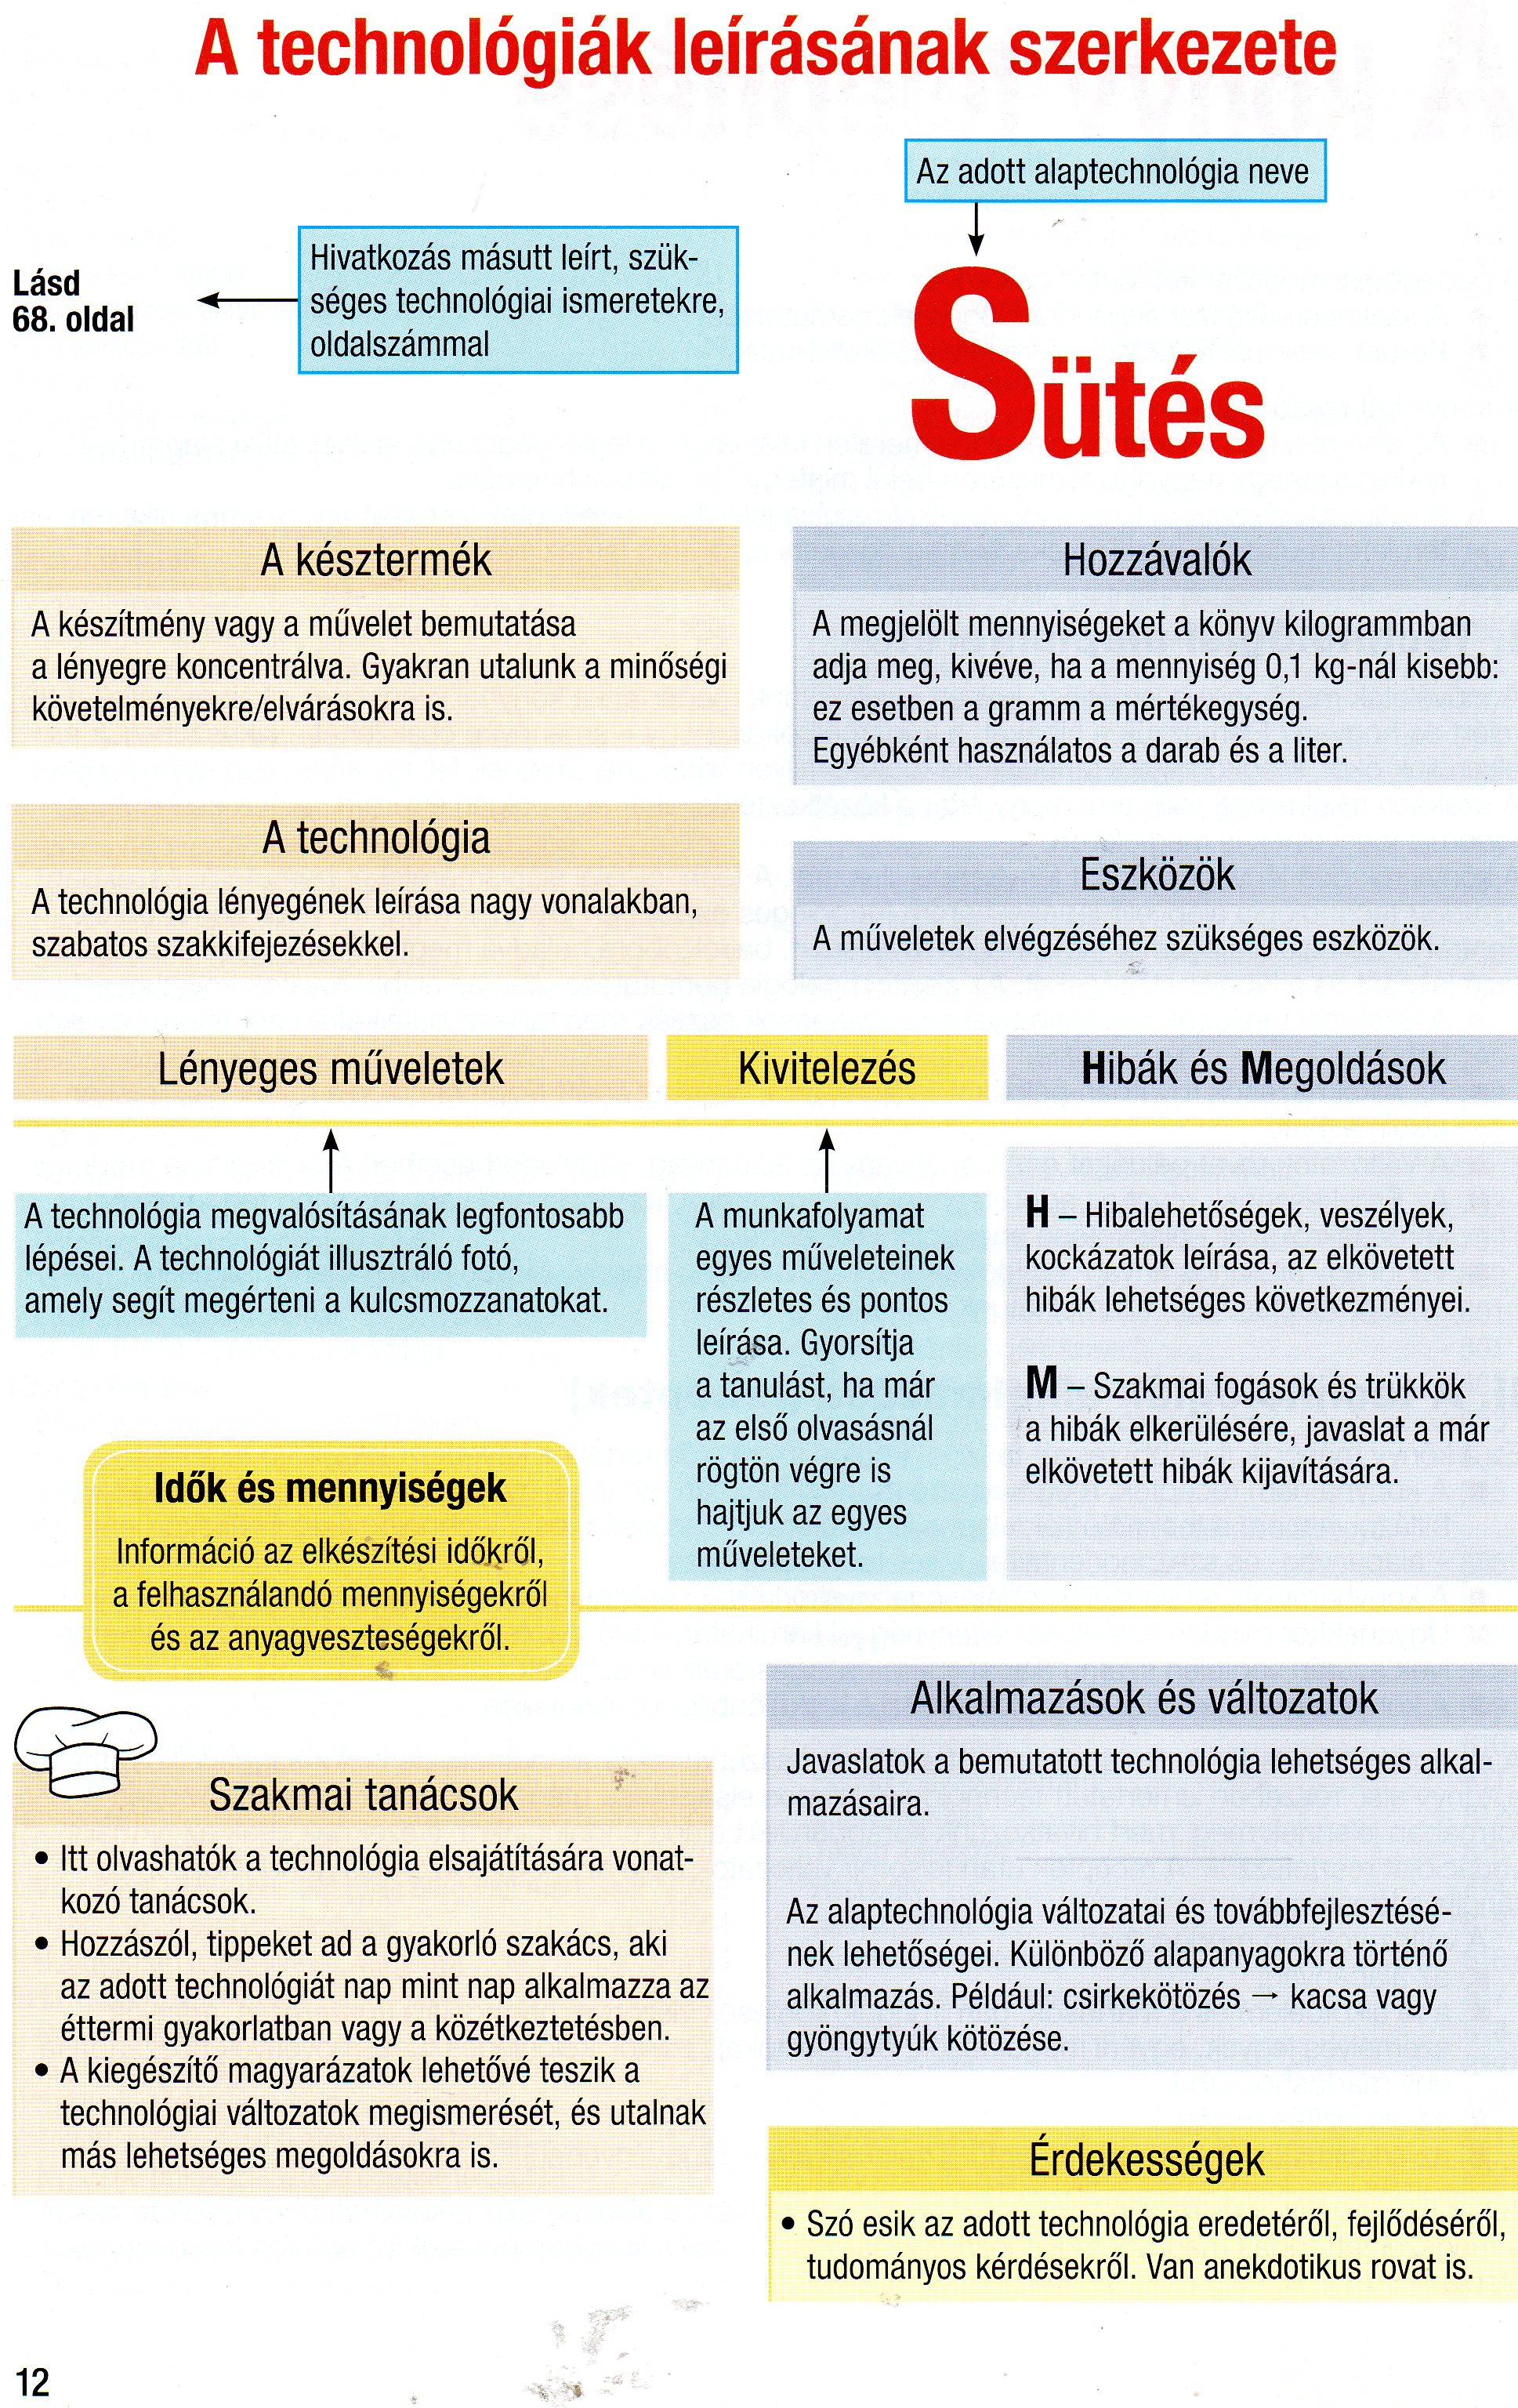 A technológiák leírásának szerkezete
Az adott alaptechnológia neve
Hivatkozás másutt leírt, szük-
séges technológiai ismeretekre,
oldalszámmal
Lásd
68. oldal
Sütés
A késztermék
A készítmény vagy a művelet bemutatása
a lényegre koncentrálva. Gyakran utalunk a minőségi
követelményekre/elvárásokra is.
Hozzávalók
A megjelölt mennyiségeket a könyv kilogrammban
adja meg, kivéve, ha a mennyiség 0,1 kg-nál kisebb:
ez esetben a gramm a mértékegység.
Egyébként használatos a darab és a liter.
A technológia
A technológia lényegének leírása nagy vonalakban,
szabatos szakkifejezésekkel.
Eszközök
A műveletek elvégzéséhez szükséges eszközök.
Lényeges műveletek
Kivitelezés
Hibák és Megoldások
A technológia megvalósításának legfontosabb
lépései. A technológiát illusztráló fotó,
amely segít megérteni a kulcsmozzanatokat.
A munkafolyamat
egyes műveleteinek
részletes és pontos
leírása. Gyorsítja
a tanulást, ha már
az első olvasásnál
rögtön végre is
hajtjuk az egyes
műveleteket.
H – Hibalehetőségek, veszélyek,
kockázatok leírása, az elkövetett
hibák lehetséges következményei.
M – Szakmai fogások és trükkök
a hibák elkerülésére, javaslat a már
elkövetett hibák kijavítására.
Idők és mennyiségek
Információ az elkészítési időkről,
a felhasználandó mennyiségekről
és az anyagveszteségekről.
Szakmai tanácsok
• Itt olvashatók a technológia elsajátítására vonat-
kozó tanácsok.
• Hozzászól, tippeket ad a gyakorló szakács, aki
az adott technológiát nap mint nap alkalmazza az
éttermi gyakorlatban vagy a közétkeztetésben.
• A kiegészítő magyarázatok lehetővé teszik a
technológiai változatok megismerését, és utalnak
más lehetséges megoldásokra is.
Alkalmazások és változatok
Javaslatok a bemutatott technológia lehetséges alkal-
mazásaira.
Az alaptechnológia változatai és továbbfejlesztésé-
nek lehetőségei. Különböző alapanyagokra történő
alkalmazás. Például: csirkekötözés → kacsa vagy
gyöngytyúk kötözése.
Érdekességek
• Szó esik az adott technológia eredetéről, fejlődéséről,
tudományos kérdésekről. Van anekdotikus rovat is.
12